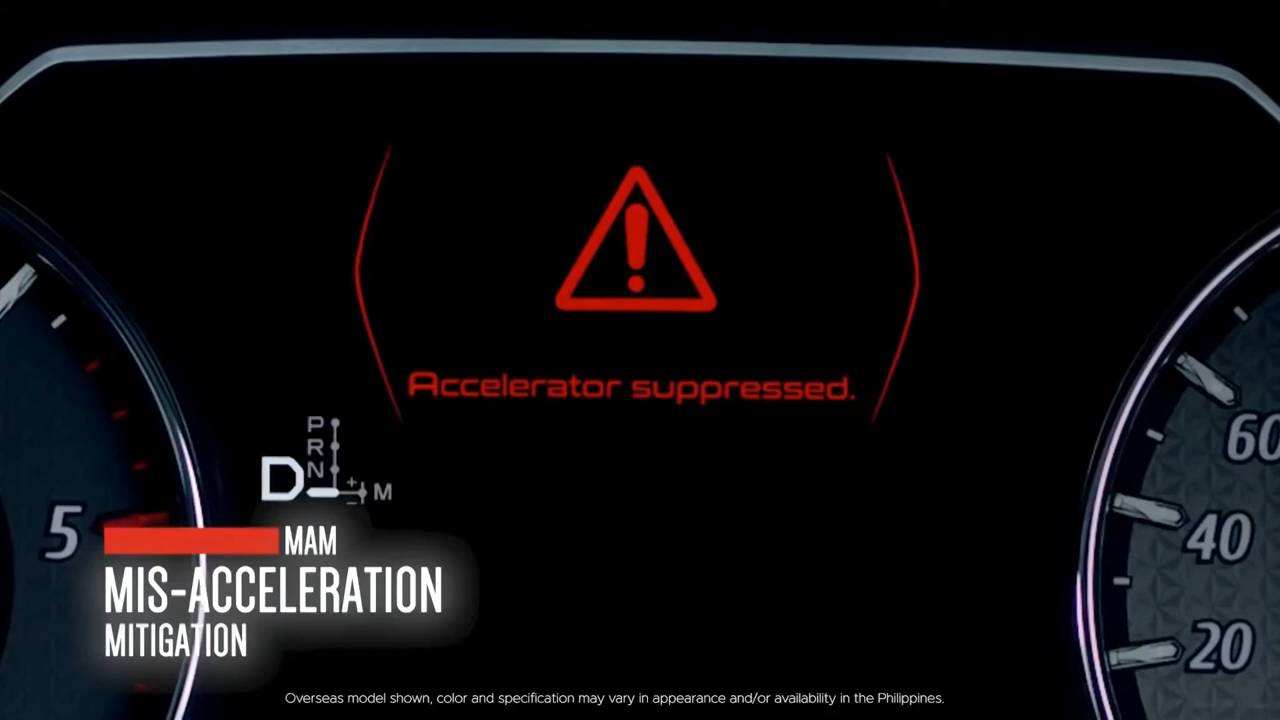 Accelerator suppressed.
P
R
N
D
+
M
−
5
60
40
20
MAM
MIS-ACCELERATION
MITIGATION
Overseas model shown, color and specification may vary in appearance and/or availability in the Philippines.